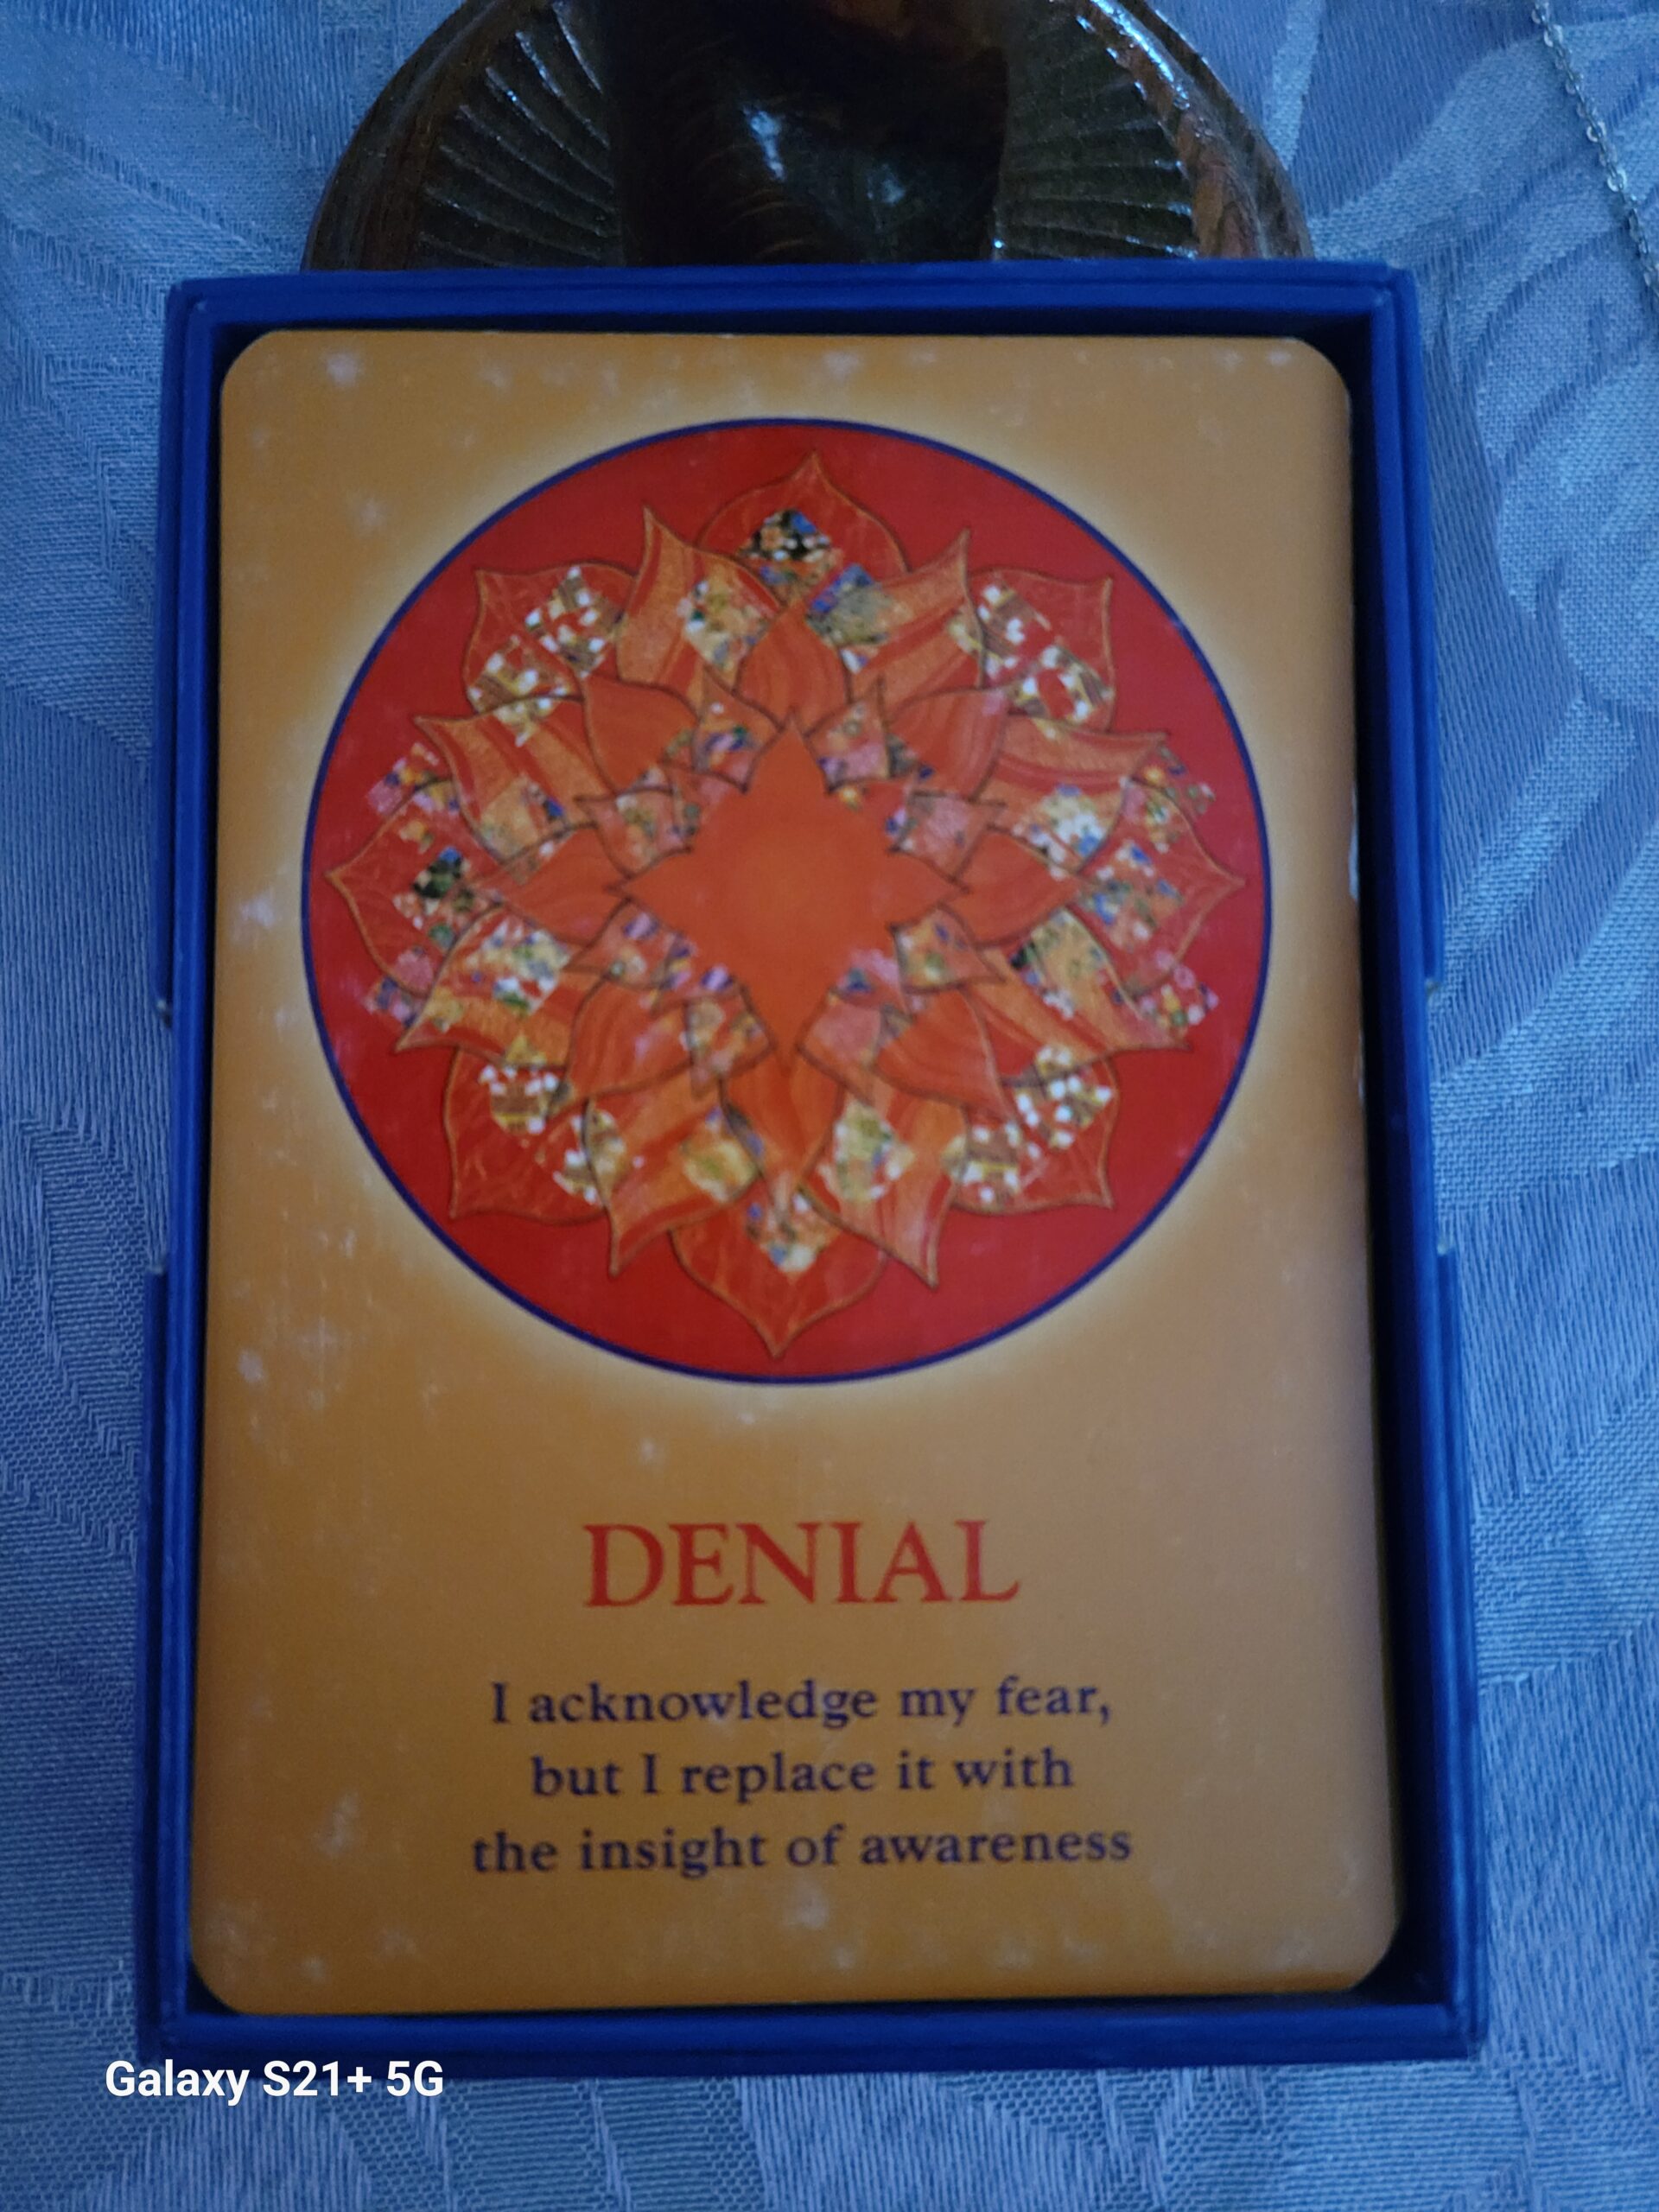 DENIAL
I acknowledge my fear,
but I replace it with
the insight of awareness
Galaxy S21+ 5G